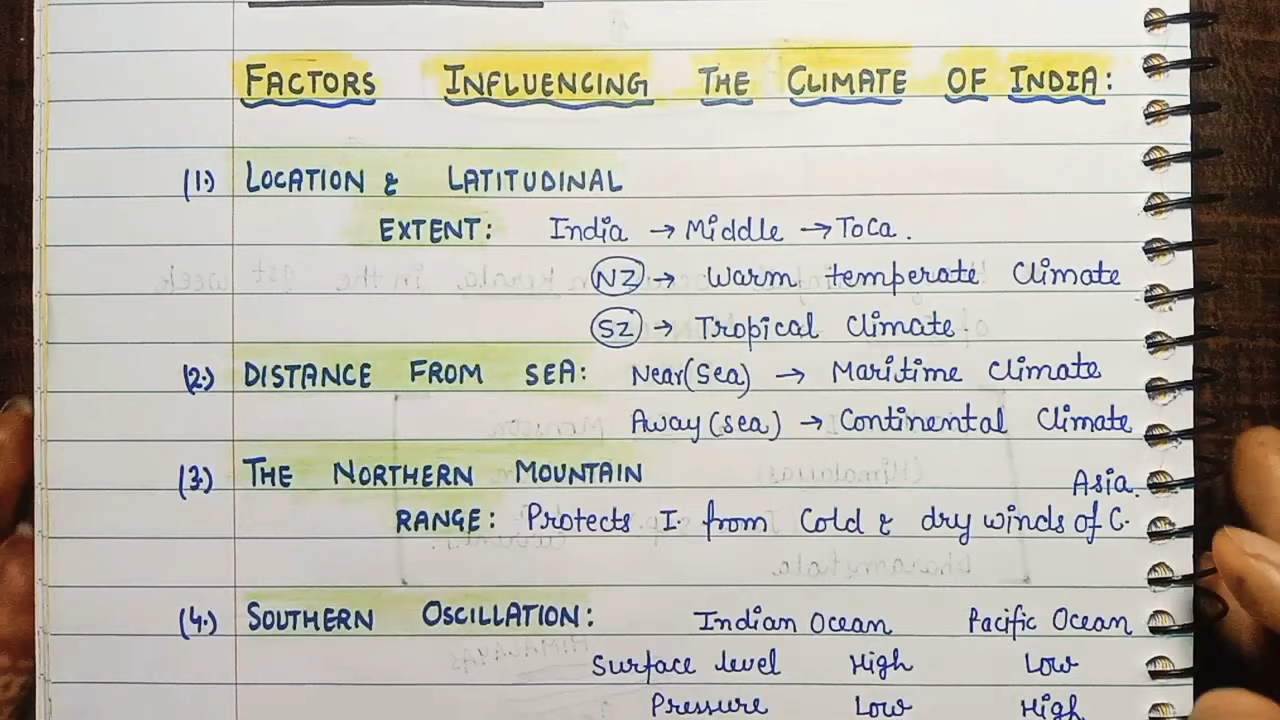 FACTORS INFLUENCING THE CLIMATE OF INDIA:
(1.) LOCATION & LATITUDINAL
EXTENT: India → Middle → ToCa.
NZ → Warm temperate Climate
SZ → Tropical Climate.
(2.) DISTANCE FROM SEA: Near(Sea) → Maritime Climate
Away(sea) → Continental Climate
(3.) THE NORTHERN MOUNTAIN
Asia.
RANGE: Protects I. from Cold & dry winds of C.
(4.) SOUTHERN OSCILLATION: Indian Ocean Pacific Ocean
Surface level High Low
Pressure Low High